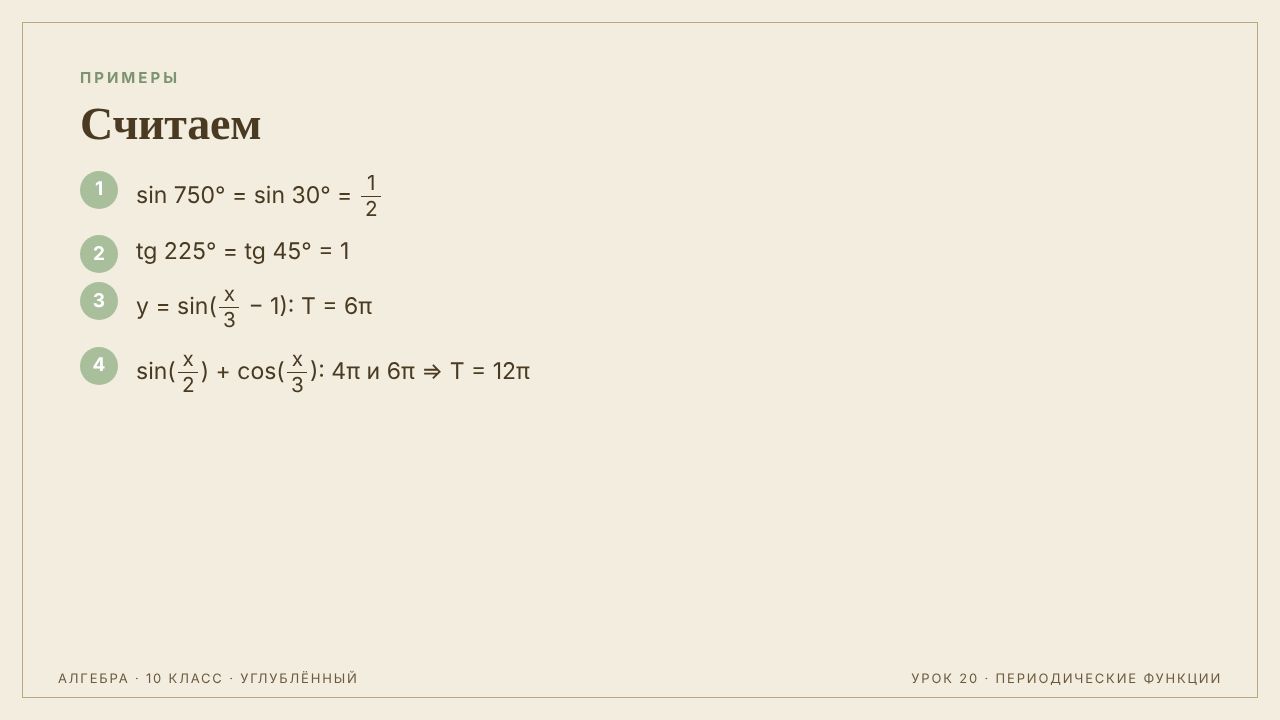 ПРИМЕРЫ
Считаем
1 sin 750° = sin 30° = 1/2
2 tg 225° = tg 45° = 1
3 y = sin(x/3 − 1): T = 6π
4 sin(x/2) + cos(x/3): 4π и 6π ⇒ T = 12π
АЛГЕБРА · 10 КЛАСС · УГЛУБЛЁННЫЙ
УРОК 20 · ПЕРИОДИЧЕСКИЕ ФУНКЦИИ